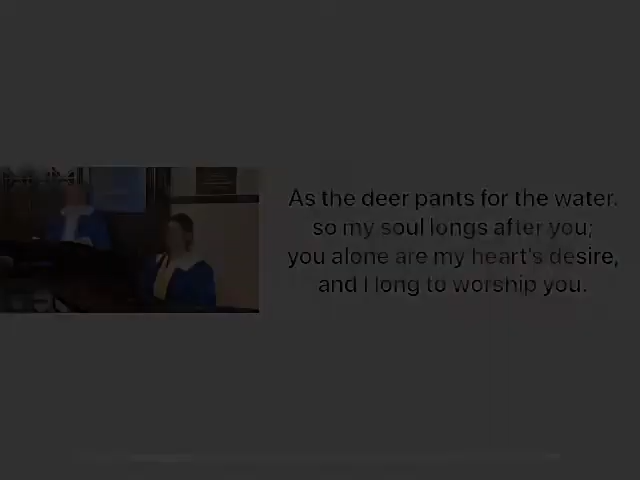 As the deer pants for the water.
so my soul longs after you;
you alone are my heart's desire,
and I long to worship you.